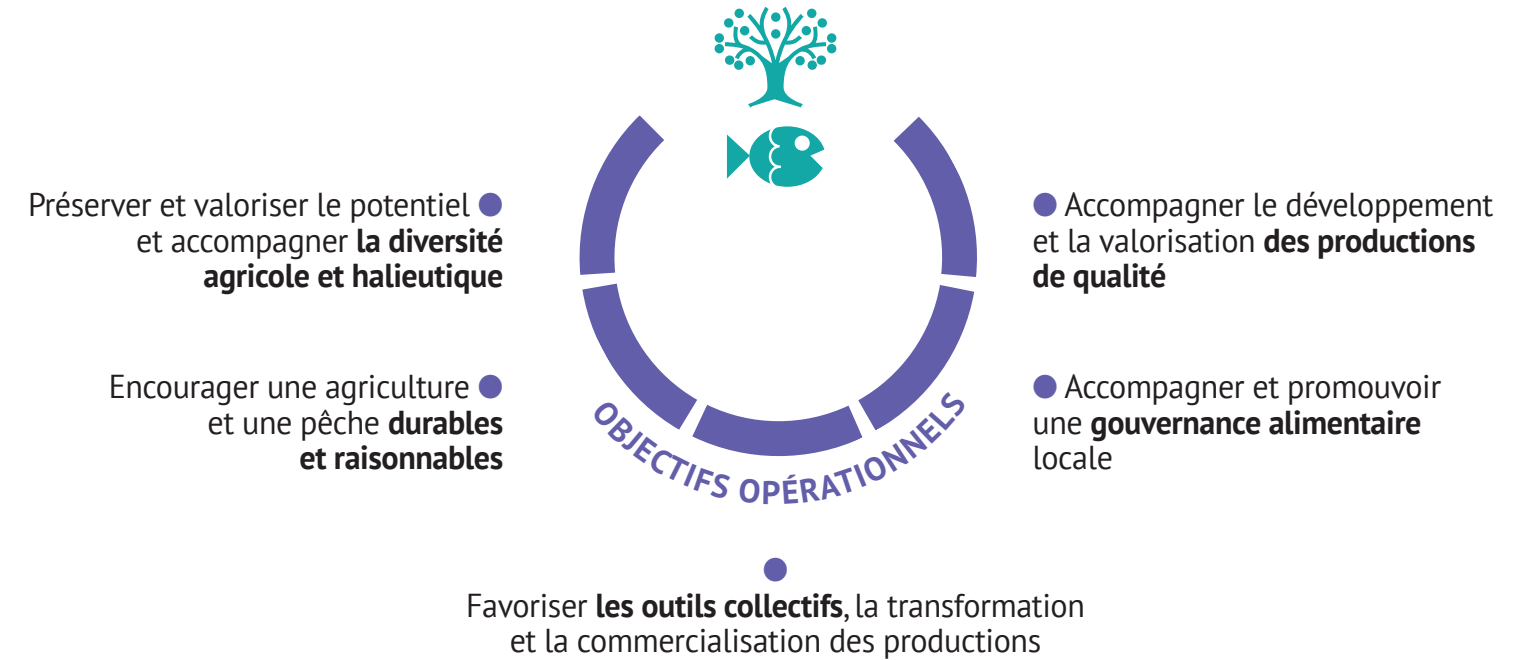 Préserver et valoriser le potentiel
et accompagner la diversité
agricole et halieutique
Encourager une agriculture
et une pêche durables
et raisonnables
Accompagner le développement
et la valorisation des productions
de qualité
Accompagner et promouvoir
une gouvernance alimentaire
locale
OBJECTIFS OPÉRATIONNELS
Favoriser les outils collectifs, la transformation
et la commercialisation des productions